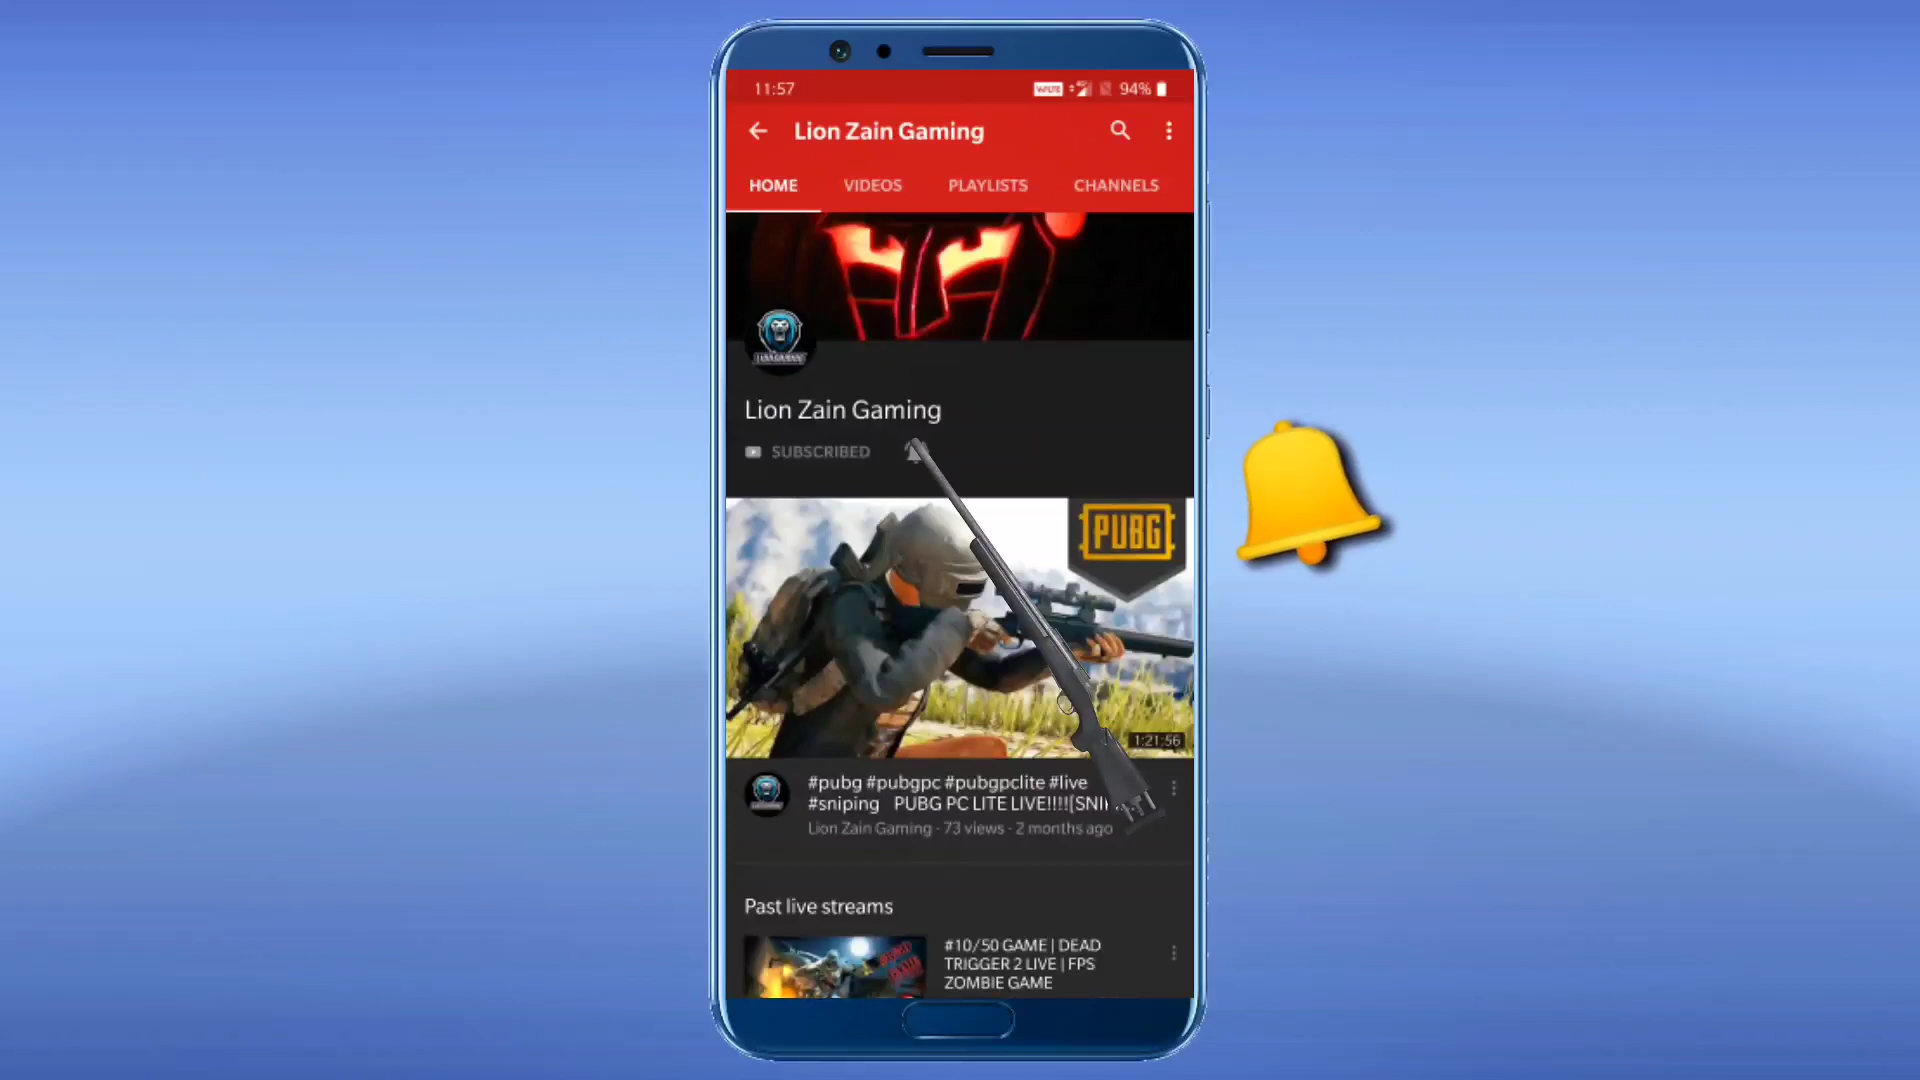 11:57
VoLTE 94%
Lion Zain Gaming
HOME VIDEOS PLAYLISTS CHANNELS
Lion Zain Gaming
SUBSCRIBED
PUBG
1:21:56
#pubg #pubgpc #pubgpclite #live
#sniping PUBG PC LITE LIVE!!!!(SNI
Lion Zain Gaming · 73 views · 2 months ago
Past live streams
#10/50 GAME | DEAD
TRIGGER 2 LIVE | FPS
ZOMBIE GAME